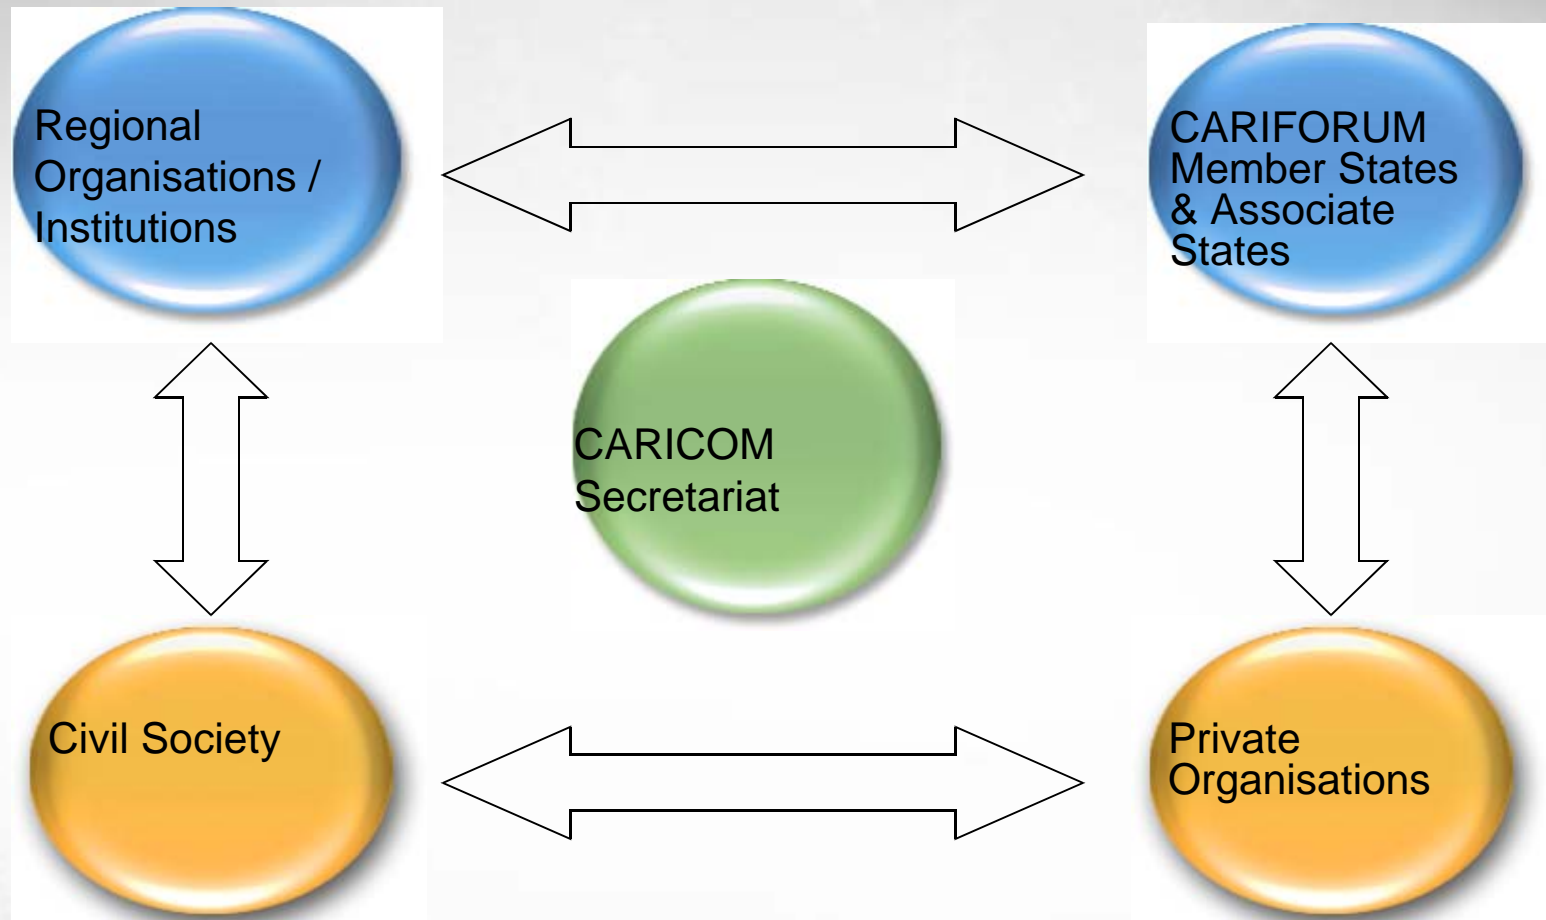 Regional
Organisations /
Institutions
CARIFORUM
Member States
& Associate
States
CARICOM
Secretariat
Civil Society
Private
Organisations